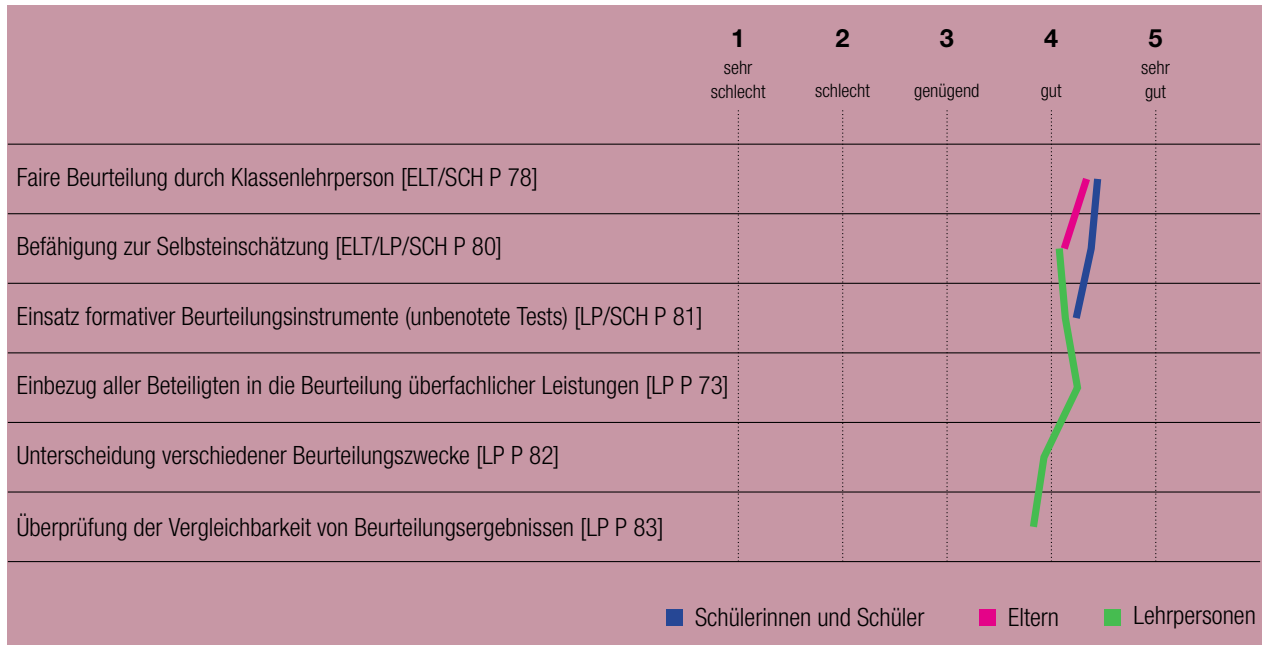 1 2 3 4 5
sehr schlecht schlecht genügend gut sehr gut
Faire Beurteilung durch Klassenlehrperson [ELT/SCH P 78]
Befähigung zur Selbsteinschätzung [ELT/LP/SCH P 80]
Einsatz formativer Beurteilungsinstrumente (unbenotete Tests) [LP/SCH P 81]
Einbezug aller Beteiligten in die Beurteilung überfachlicher Leistungen [LP P 73]
Unterscheidung verschiedener Beurteilungszwecke [LP P 82]
Überprüfung der Vergleichbarkeit von Beurteilungsergebnissen [LP P 83]
Schülerinnen und Schüler Eltern Lehrpersonen